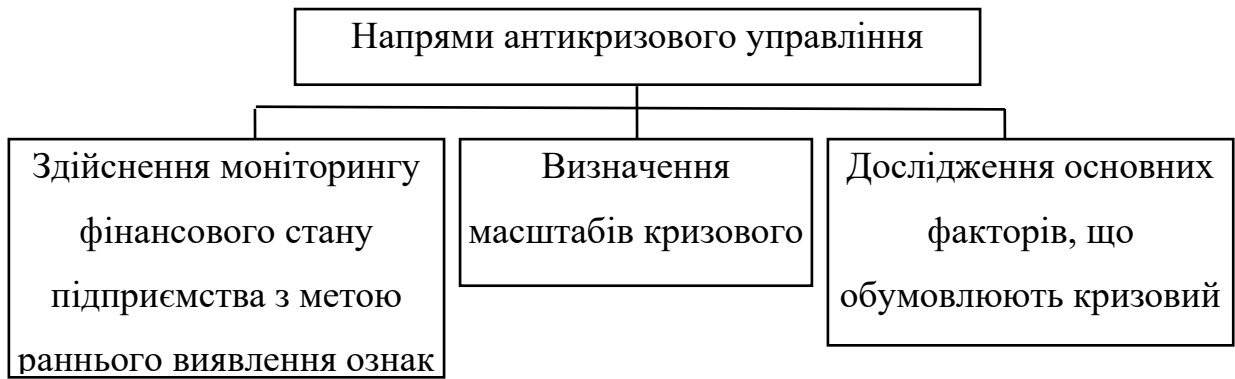 Напрями антикризового управління
Здійснення моніторингу
фінансового стану
підприємства з метою
раннього виявлення ознак
Визначення
масштабів кризового
Дослідження основних
факторів, що
обумовлюють кризовий